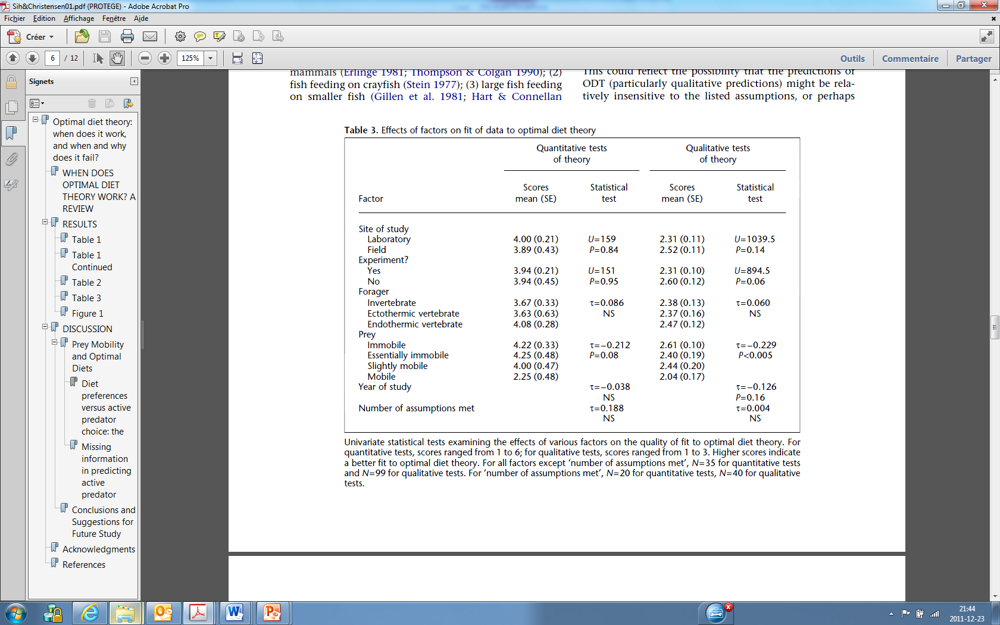 Sih&Christensen01.pdf (PROTEGE) - Adobe Acrobat Pro
Fichier Edition Affichage Fenêtre Aide
Créer
6 / 12 125% Outils Commentaire Partager
Signets
Optimal diet theory:
when does it work,
and when and why
does it fail?
WHEN DOES
OPTIMAL DIET
THEORY WORK? A
REVIEW
RESULTS
Table 1
Table 1
Continued
Table 2
Table 3
Figure 1
DISCUSSION
Prey Mobility
and Optimal
Diets
Diet
preferences
versus active
predator
choice: the
Missing
information
in predicting
active
predator
Conclusions and
Suggestions for
Future Study
Acknowledgments
References
mammals (Erlinge 1981; Thompson & Colgan 1990); (2)
fish feeding on crayfish (Stein 1977); (3) large fish feeding
on smaller fish (Gillen et al. 1981; Hart & Connellan
This could reflect the possibility that the predictions of
ODT (particularly qualitative predictions) might be rela-
tively insensitive to the listed assumptions, or perhaps
Table 3. Effects of factors on fit of data to optimal diet theory
Quantitative tests Qualitative tests
of theory of theory
Scores Statistical Scores Statistical
Factor mean (SE) test mean (SE) test
Site of study
Laboratory 4.00 (0.21) U=159 2.31 (0.11) U=1039.5
Field 3.89 (0.43) P=0.84 2.52 (0.11) P=0.14
Experiment?
Yes 3.94 (0.21) U=151 2.31 (0.10) U=894.5
No 3.94 (0.45) P=0.95 2.60 (0.12) P=0.06
Forager
Invertebrate 3.67 (0.33) τ=0.086 2.38 (0.13) τ=0.060
Ectothermic vertebrate 3.63 (0.63) NS 2.37 (0.16) NS
Endothermic vertebrate 4.08 (0.28) 2.47 (0.12)
Prey
Immobile 4.22 (0.33) τ=−0.212 2.61 (0.10) τ=−0.229
Essentially immobile 4.25 (0.48) P=0.08 2.40 (0.19) P<0.005
Slightly mobile 4.00 (0.47) 2.44 (0.20)
Mobile 2.25 (0.48) 2.04 (0.17)
Year of study τ=−0.038 τ=−0.126
NS P=0.16
Number of assumptions met τ=0.188 τ=0.004
NS NS
Univariate statistical tests examining the effects of various factors on the quality of fit to optimal diet theory. For
quantitative tests, scores ranged from 1 to 6; for qualitative tests, scores ranged from 1 to 3. Higher scores indicate
a better fit to optimal diet theory. For all factors except ‘number of assumptions met’, N=35 for quantitative tests
and N=99 for qualitative tests. For ‘number of assumptions met’, N=20 for quantitative tests, N=40 for qualitative
tests.
21:44
2011-12-23